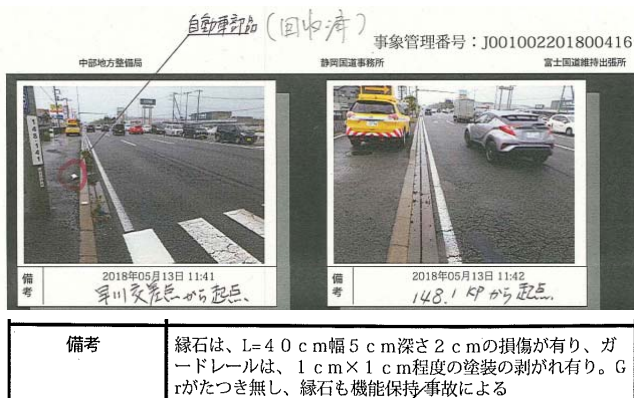 自動車部品 (回収済)
事象管理番号：J001002201800416
中部地方整備局 静岡国道事務所 富士国道維持出張所
148.141
備考 2018年05月13日 11:41
早川交差点から起点
備考 2018年05月13日 11:42
148.1 KPから起点
備考 縁石は、L=40cm幅5cm深さ2cmの損傷が有り、ガ
ードレールは、1cm×1cm程度の塗装の剥がれ有り。G
rがたつき無し、縁石も機能保持/事故による